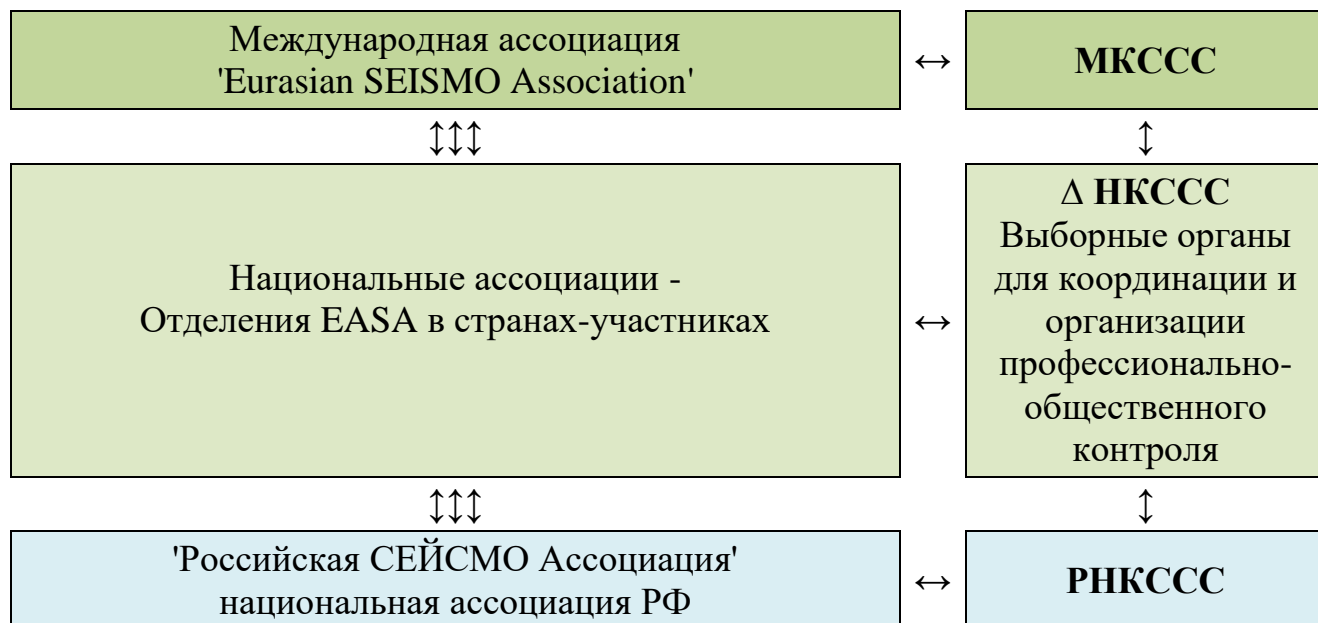 Международная ассоциация
'Eurasian SEISMO Association'
↔
МКССС
↕↕↕
↕
Национальные ассоциации -
Отделения EASA в странах-участниках
↔
Δ НКССС
Выборные органы
для координации и
организации
профессионально-
общественного
контроля
↕↕↕
↕
'Российская СЕЙСМО Ассоциация'
национальная ассоциация РФ
↔
РНКССС